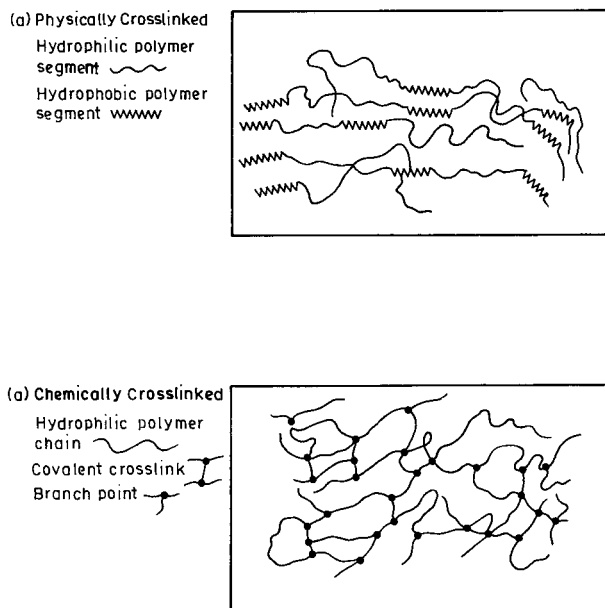 (a) Physically Crosslinked
Hydrophilic polymer
segment
Hydrophobic polymer
segment
(a) Chemically Crosslinked
Hydrophilic polymer
chain
Covalent crosslink
Branch point